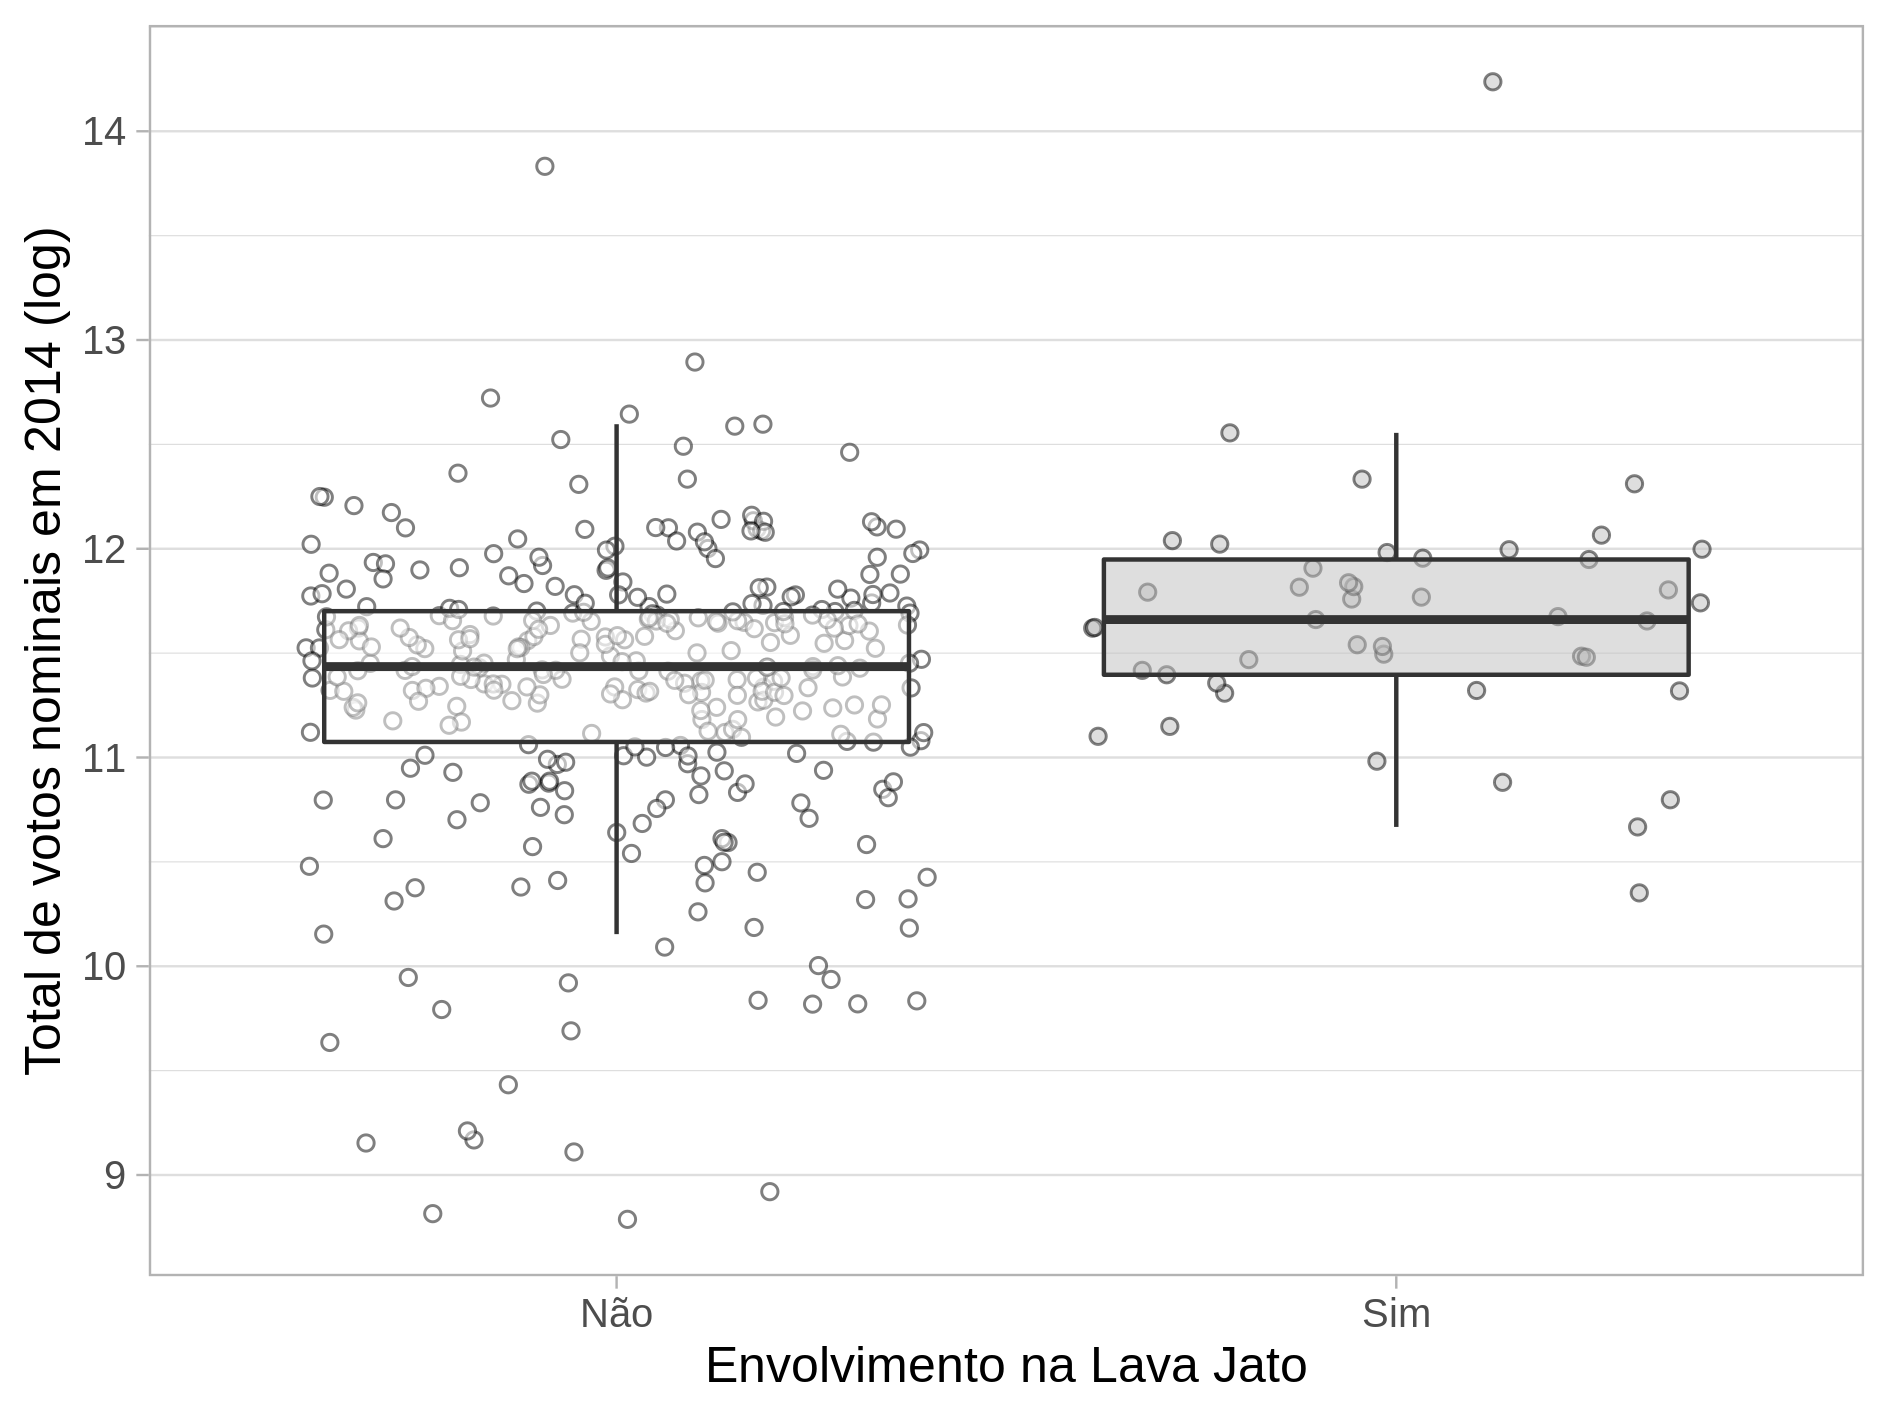 Total de votos nominais em 2014 (log)
14
13
12
11
10
9
Não
Sim
Envolvimento na Lava Jato